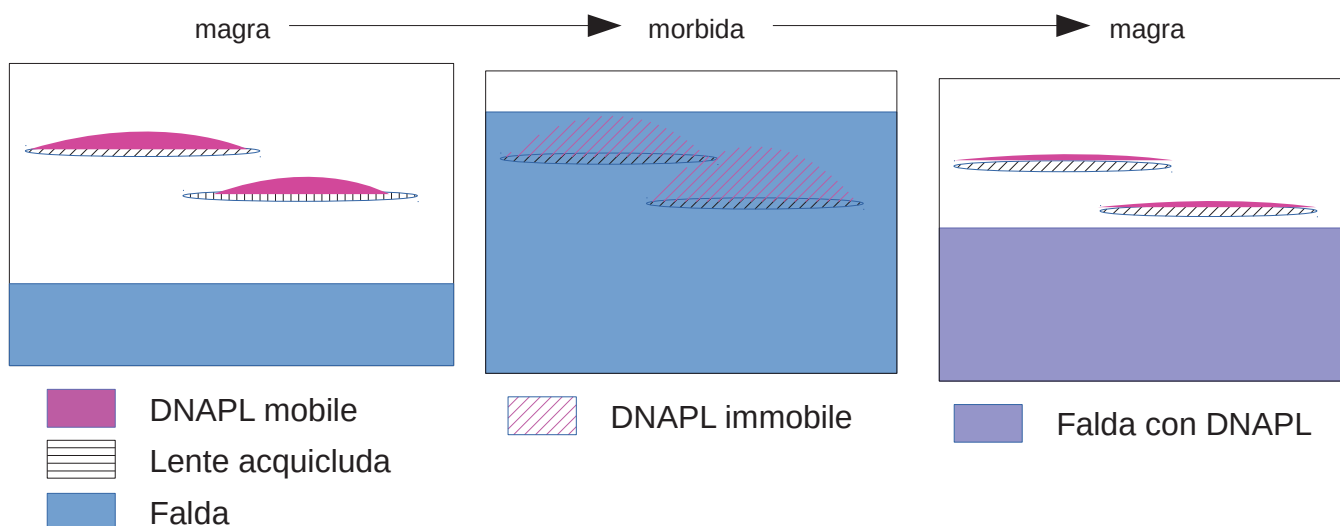 magra
morbida
magra
DNAPL mobile
Lente acquicluda
Falda
DNAPL immobile
Falda con DNAPL